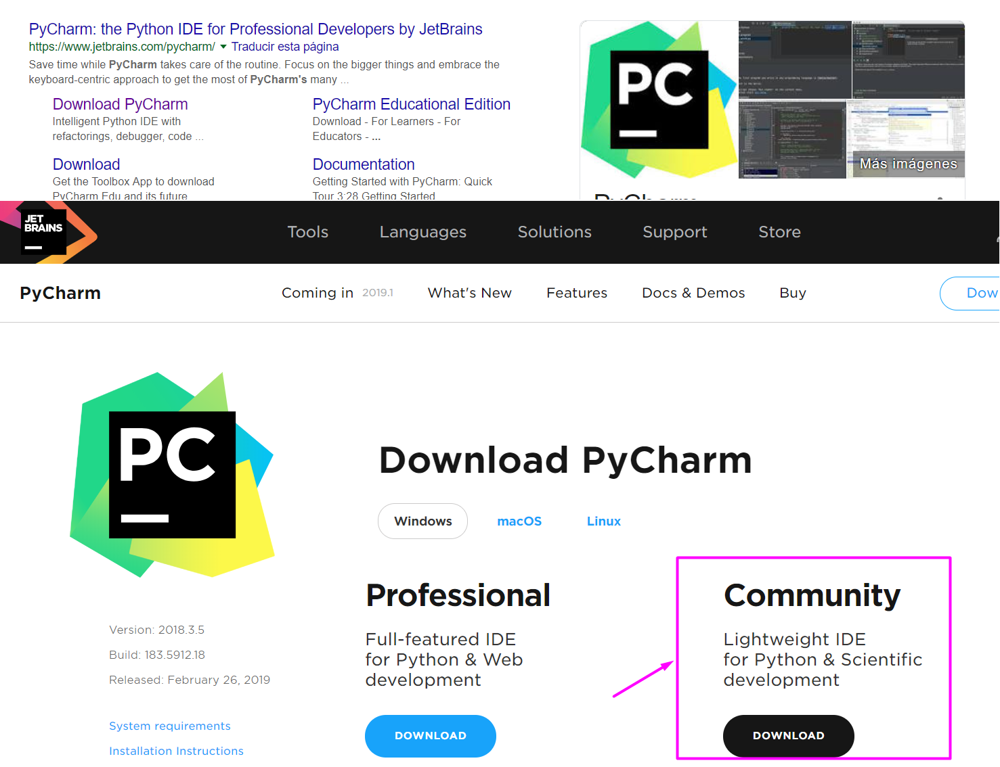 PyCharm: the Python IDE for Professional Developers by JetBrains
https://www.jetbrains.com/pycharm/ Traducir esta página
Save time while PyCharm takes care of the routine. Focus on the bigger things and embrace the
keyboard-centric approach to get the most of PyCharm's many ...
Download PyCharm
Intelligent Python IDE with
refactorings, debugger, code ...
PyCharm Educational Edition
Download - For Learners - For
Educators - ...
Download
Get the Toolbox App to download
PyCharm Edu and its future
Documentation
Getting Started with PyCharm: Quick
Tour 3:28 Getting Started
PC
Más imágenes
PyCharm
JET
BRAINS
Tools Languages Solutions Support Store
PyCharm
Coming in 2019.1 What's New Features Docs & Demos Buy
Dow
PC
Download PyCharm
Windows macOS Linux
Professional
Full-featured IDE
for Python & Web
development
DOWNLOAD
Community
Lightweight IDE
for Python & Scientific
development
DOWNLOAD
Version: 2018.3.5
Build: 183.5912.18
Released: February 26, 2019
System requirements
Installation Instructions